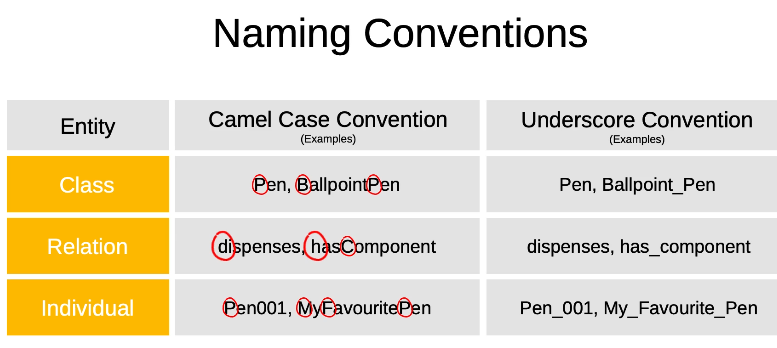 Naming Conventions
Entity
Camel Case Convention
(Examples)
Underscore Convention
(Examples)
Class
Pen, BallpointPen
Pen, Ballpoint_Pen
Relation
dispenses, hasComponent
dispenses, has_component
Individual
Pen001, MyFavouritePen
Pen_001, My_Favourite_Pen